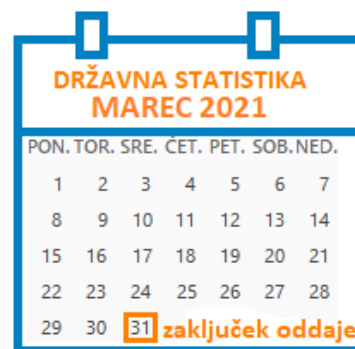 DRŽAVNA STATISTIKA
MAREC 2021
PON. TOR. SRE. ČET. PET. SOB. NED.
1 2 3 4 5 6 7
8 9 10 11 12 13 14
15 16 17 18 19 20 21
22 23 24 25 26 27 28
29 30 31 zaključek oddaje